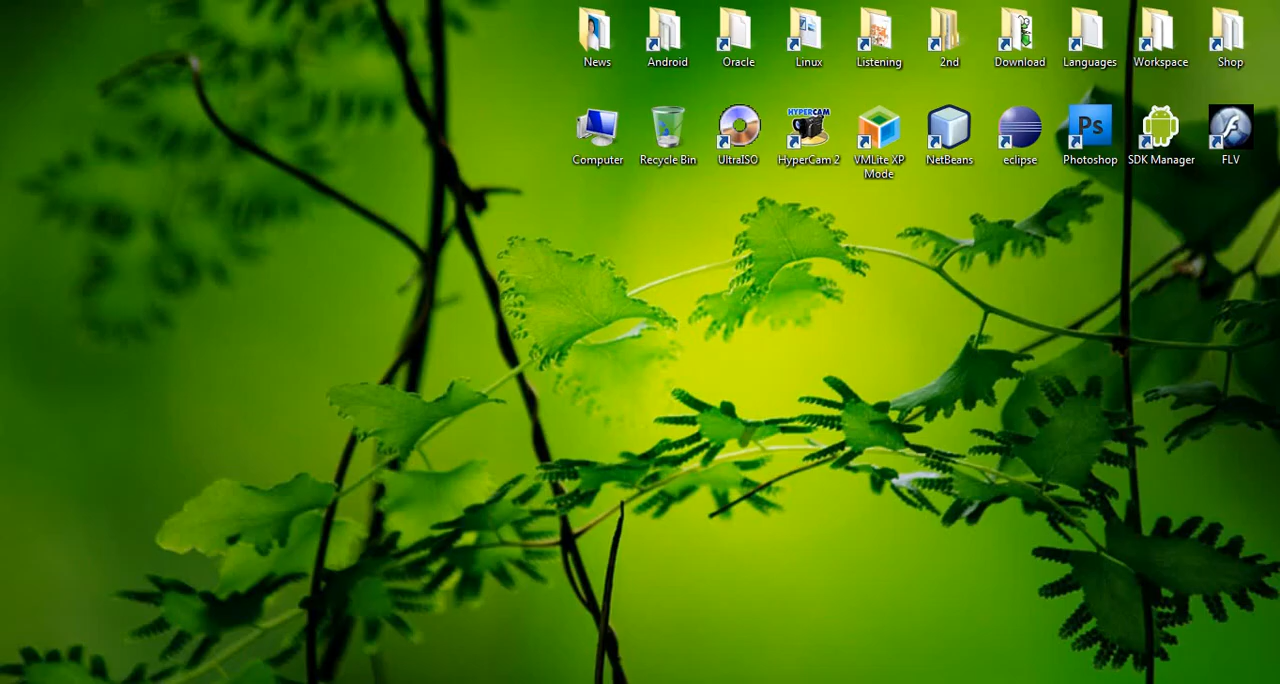 News
Android
Oracle
Linux
Listening
2nd
Download
Languages
Workspace
Shop
HYPERCAM
Ps
Computer
Recycle Bin
UltraISO
HyperCam 2
VMLite XP
Mode
NetBeans
eclipse
Photoshop
SDK Manager
FLV